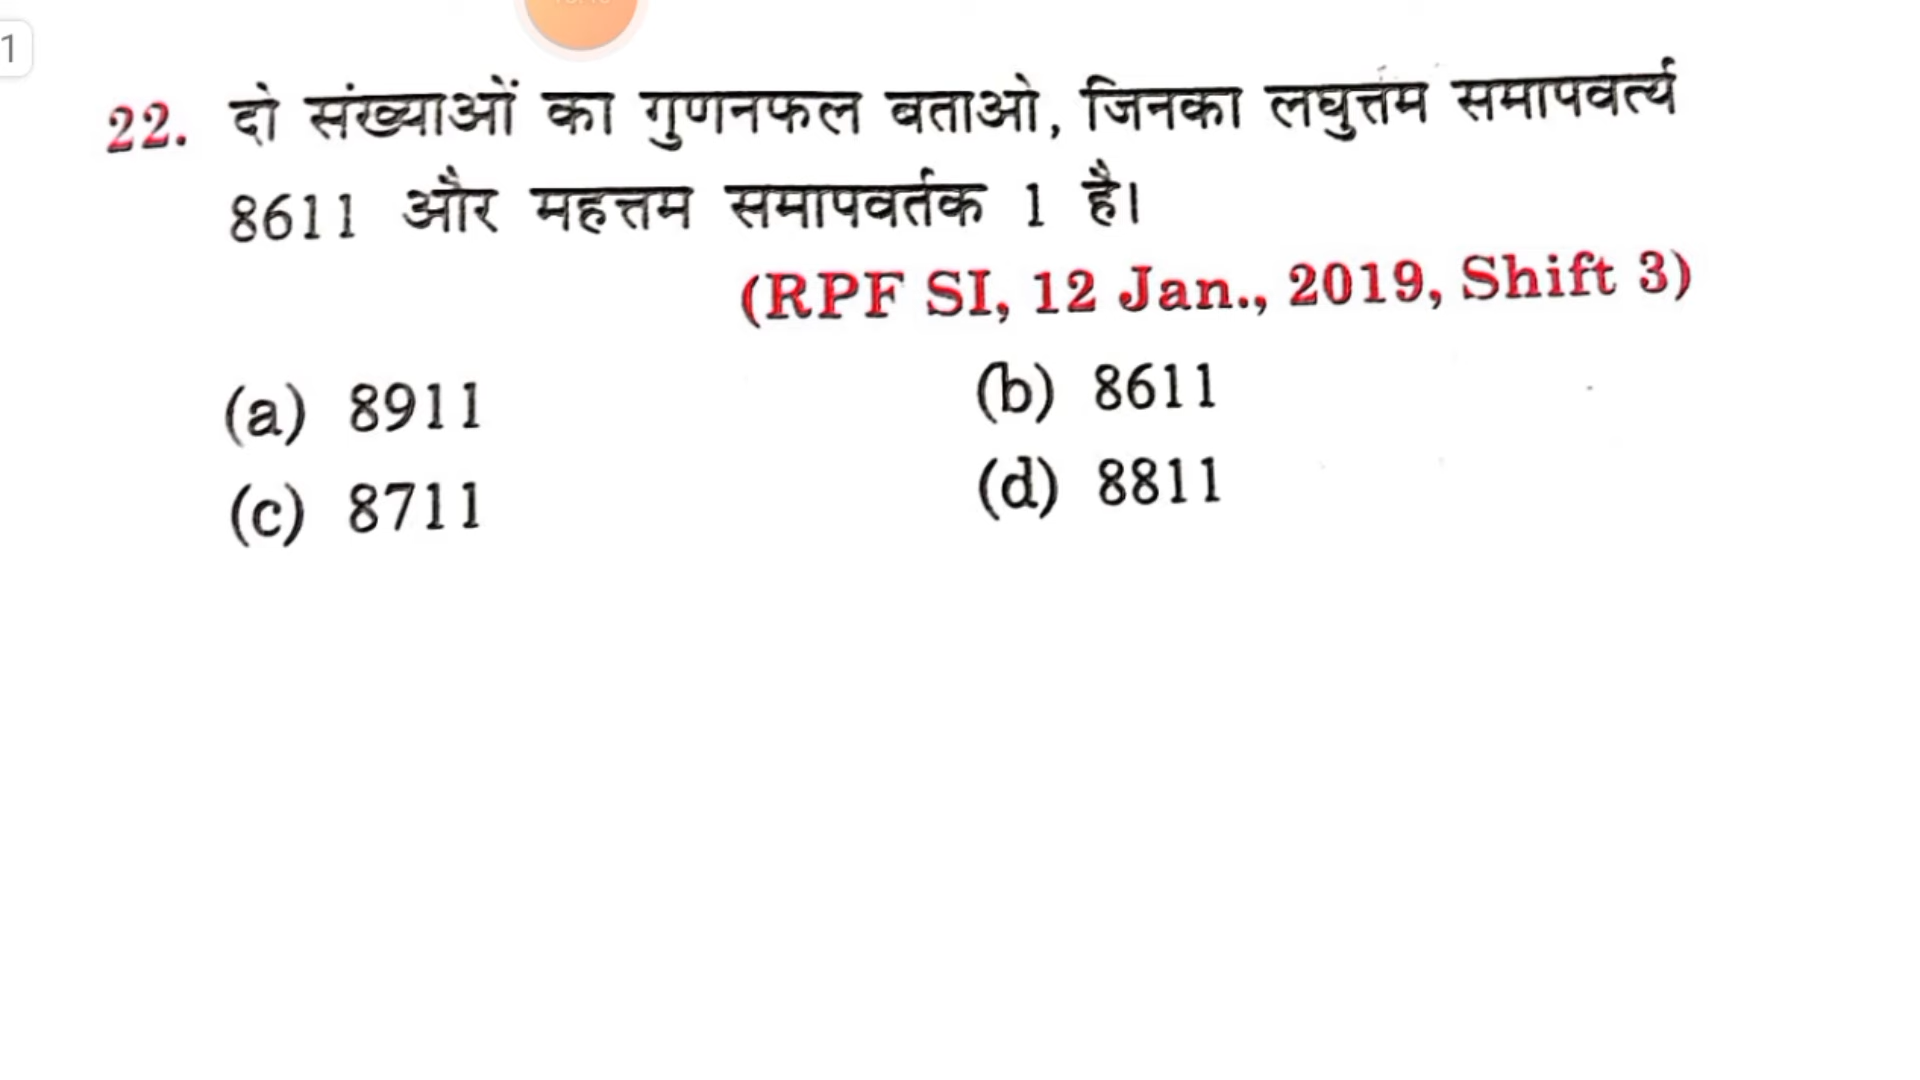 1
22. दो संख्याओं का गुणनफल बताओ, जिनका लघुत्तम समापवर्त्य
8611 और महत्तम समापवर्तक 1 है।
(RPF SI, 12 Jan., 2019, Shift 3)
(a) 8911 (b) 8611
(c) 8711 (d) 8811